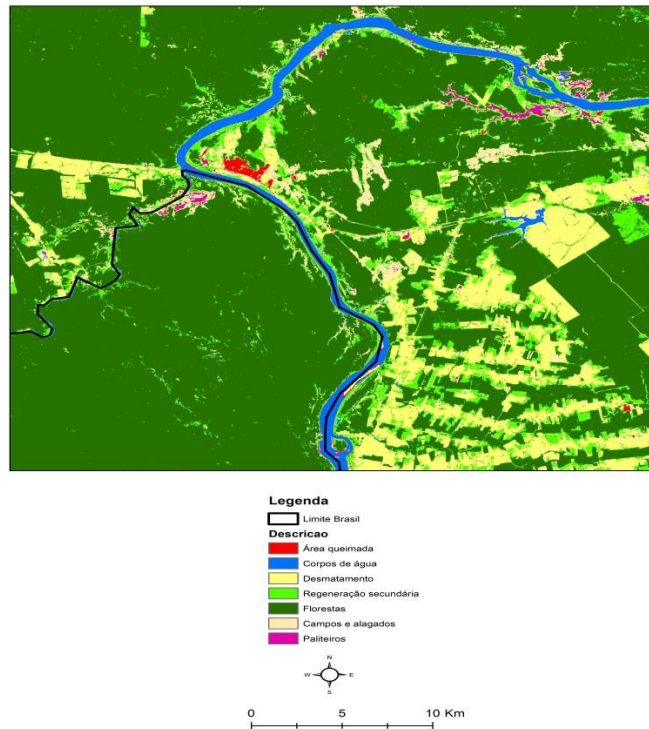 Legenda
Limite Brasil
Descricao
Área queimada
Corpos de água
Desmatamento
Regeneração secundária
Florestas
Campos e alagados
Paliteiros
N
W E
S
0 5 10 Km